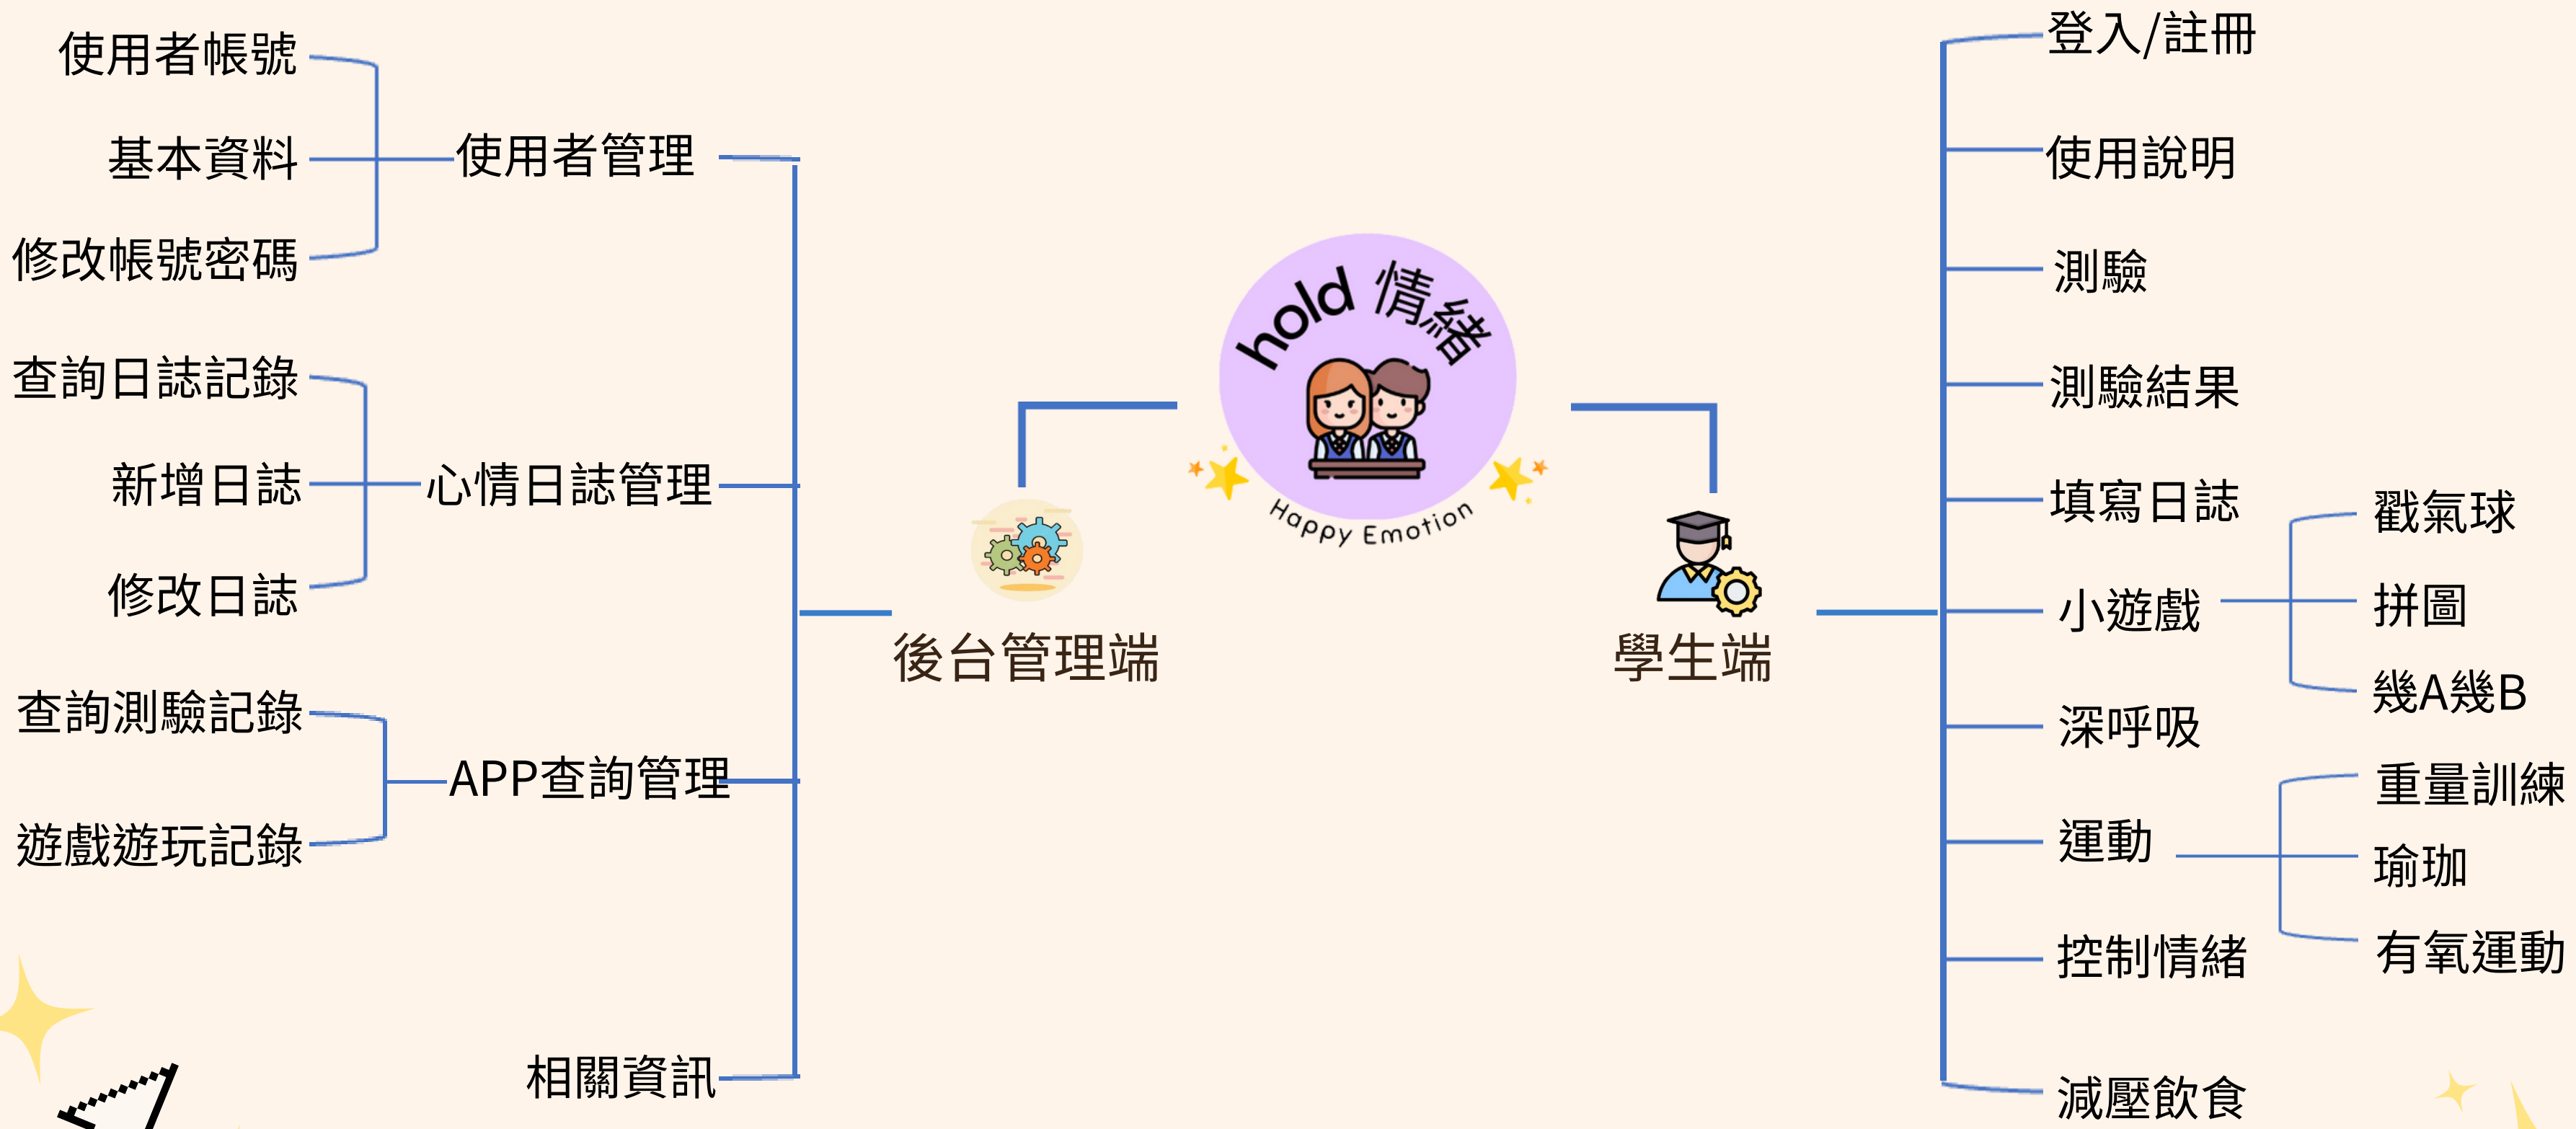 hold 情緒
Happy Emotion
後台管理端
使用者管理
使用者帳號
基本資料
修改帳號密碼
心情日誌管理
查詢日誌記錄
新增日誌
修改日誌
APP查詢管理
查詢測驗記錄
遊戲遊玩記錄
相關資訊
學生端
登入/註冊
使用說明
測驗
測驗結果
填寫日誌
小遊戲
戳氣球
拼圖
幾A幾B
深呼吸
運動
重量訓練
瑜珈
有氧運動
控制情緒
減壓飲食